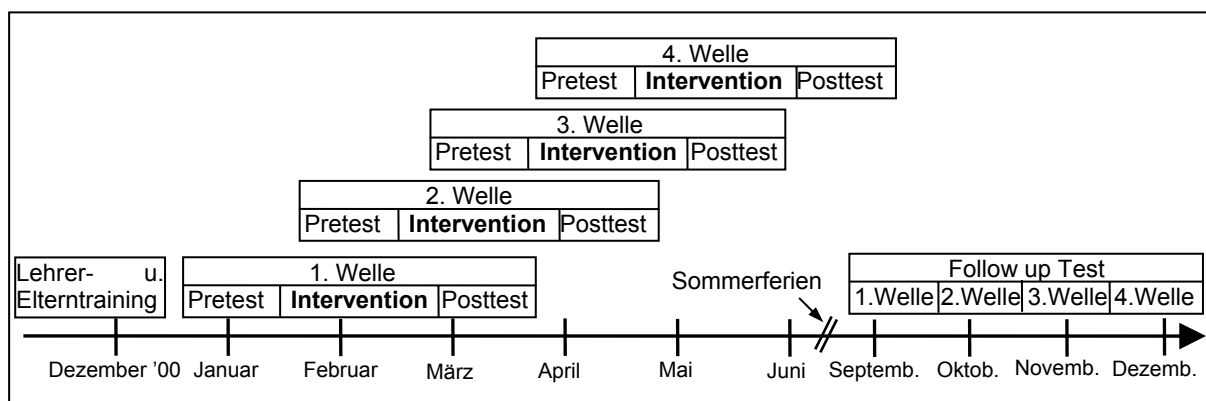 4. Welle
Pretest Intervention Posttest
3. Welle
Pretest Intervention Posttest
2. Welle
Pretest Intervention Posttest
Lehrer- u.
Elterntraining
1. Welle
Pretest Intervention Posttest
Sommerferien
Follow up Test
1.Welle 2.Welle 3.Welle 4.Welle
Dezember '00 Januar Februar März April Mai Juni Septemb. Oktob. Novemb. Dezemb.